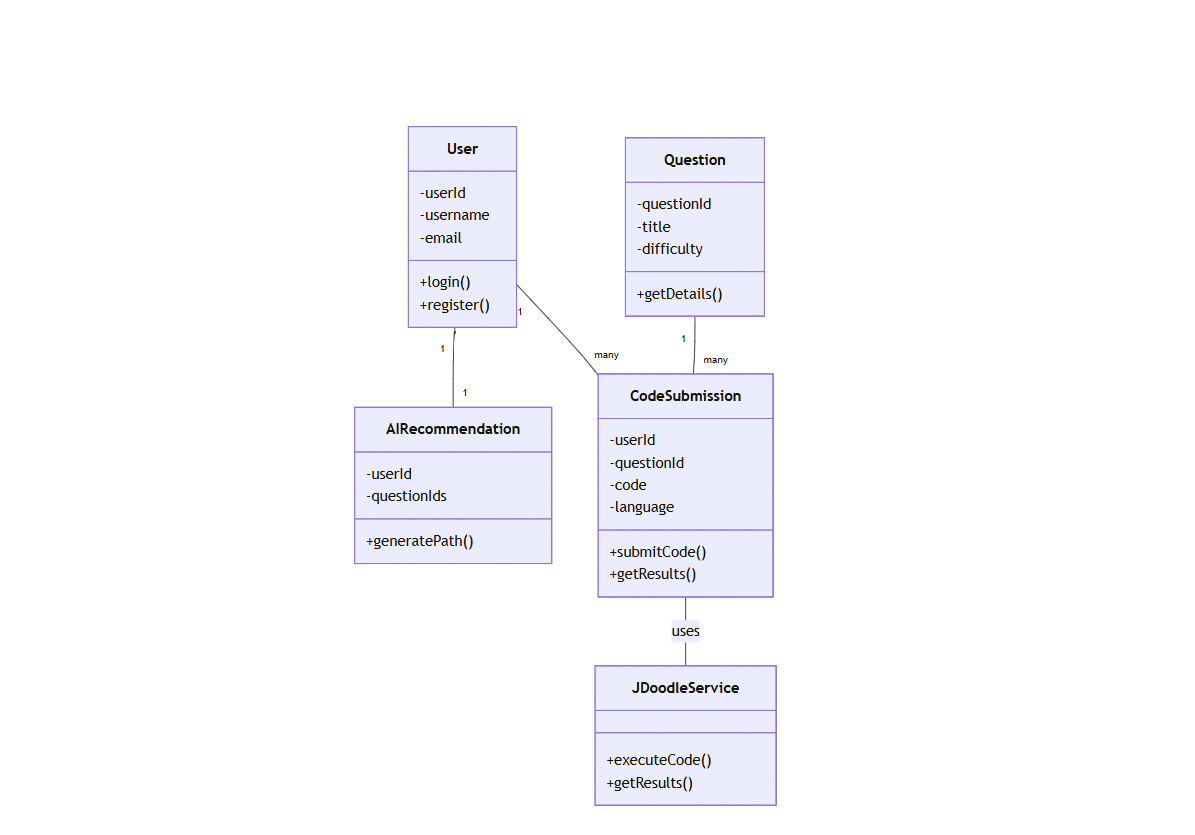 User
-userId
-username
-email
+login()
+register()
Question
-questionId
-title
-difficulty
+getDetails()
1
many
1
many
1
1
AIRecommendation
-userId
-questionIds
+generatePath()
CodeSubmission
-userId
-questionId
-code
-language
+submitCode()
+getResults()
uses
JDoodleService
+executeCode()
+getResults()